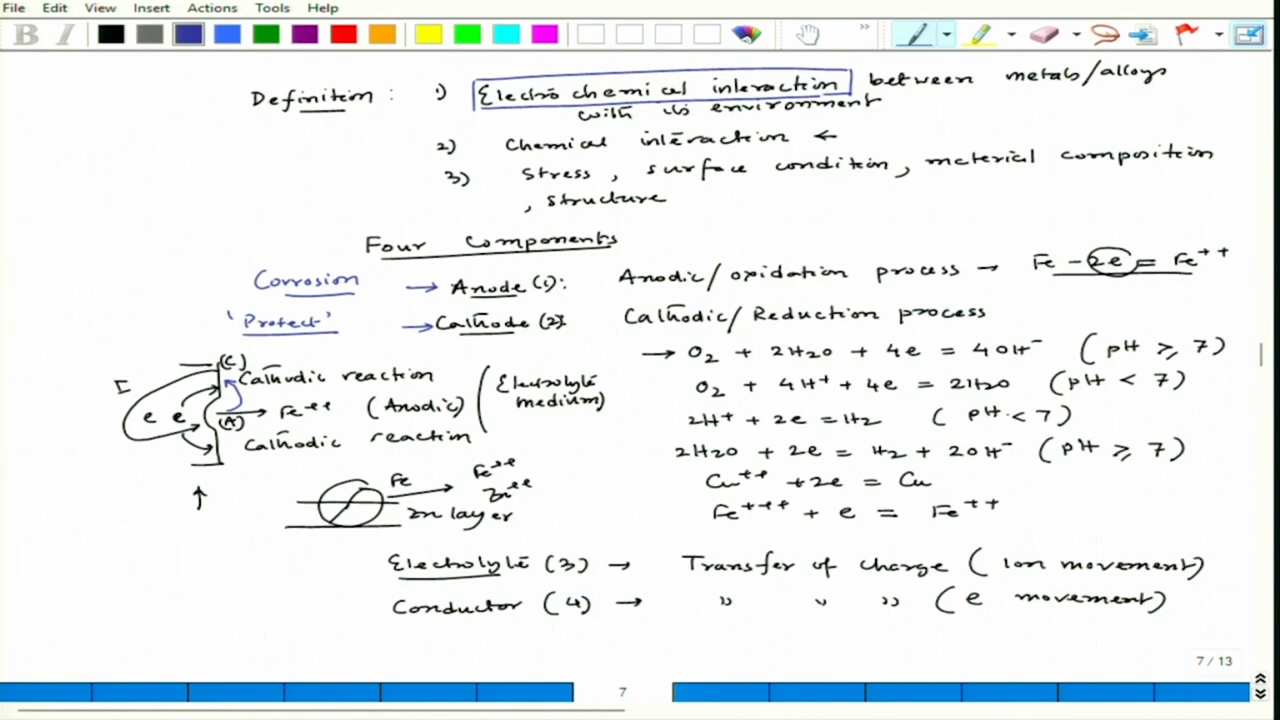 File Edit View Insert Actions Tools Help
B I
Definition : 1) Electro chemical interaction between metals/alloys
with its environment
2) Chemical interaction ←
3) Stress, surface condition, material composition
, structure
Four Components
Corrosion → Anode (1): Anodic/oxidation process → Fe - 2e = Fe++
'Protect' → Cathode (2): Cathodic/Reduction process
→ O2 + 2H2O + 4e = 4OH- (pH ≥ 7)
O2 + 4H+ + 4e = 2H2O (pH < 7)
2H+ + 2e = H2 (pH < 7)
2H2O + 2e = H2 + 2OH- (pH ≥ 7)
Cu++ + 2e = Cu
Fe+++ + e = Fe++
(C)
Cathodic reaction
I e e (A) → Fe++ (Anodic) (Electrolyte
medium)
Cathodic reaction
Fe Fe++
Zn++
Zn layer
Electrolyte (3) → Transfer of charge (Ion movement)
Conductor (4) → " " " (e movement)
7 / 13
7